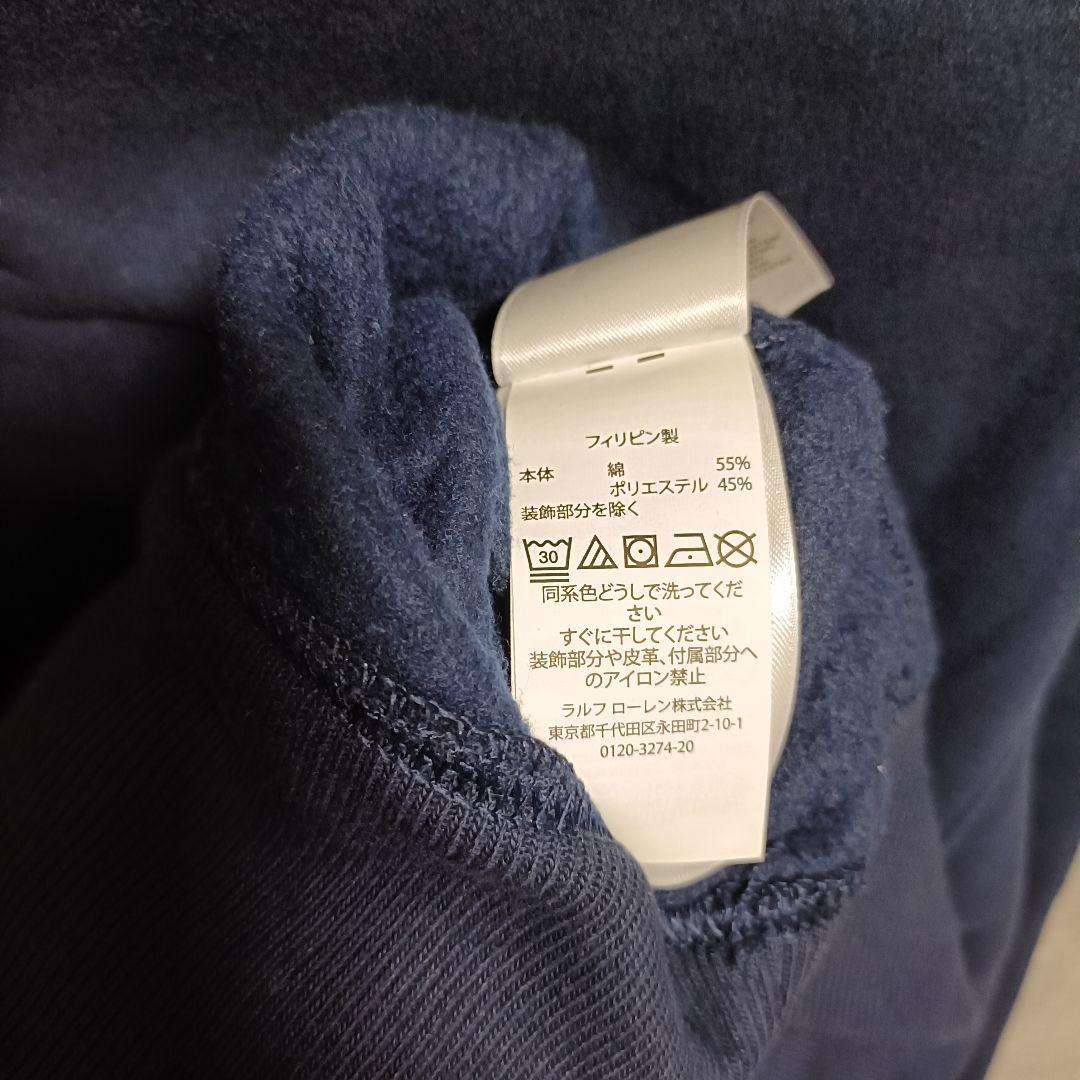 フィリピン製
本体 綿 55%
ポリエステル 45%
装飾部分を除く
30
同系色どうしで洗ってくだ
さい
すぐに干してください
装飾部分や皮革、付属部分へ
のアイロン禁止
ラルフ ローレン株式会社
東京都千代田区永田町2-10-1
0120-3274-20